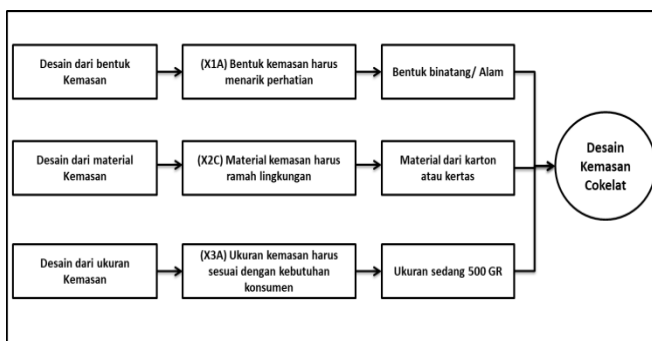 Desain dari bentuk
Kemasan
(X1A) Bentuk kemasan harus
menarik perhatian
Bentuk binatang/ Alam
Desain dari material
Kemasan
(X2C) Material kemasan harus
ramah lingkungan
Material dari karton
atau kertas
Desain dari ukuran
Kemasan
(X3A) Ukuran kemasan harus
sesuai dengan kebutuhan
konsumen
Ukuran sedang 500 GR
Desain
Kemasan
Cokelat